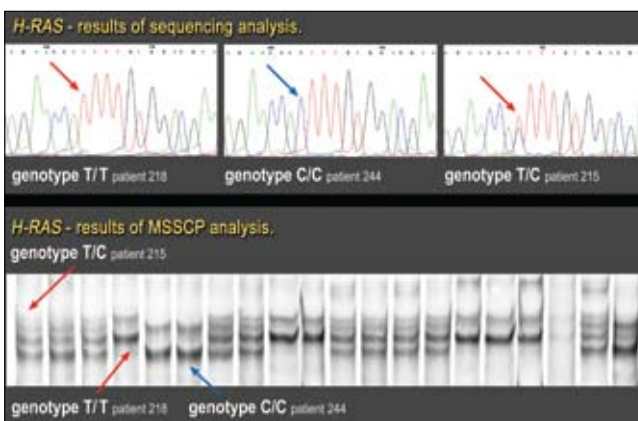 H-RAS - results of sequencing analysis.
genotype T/T patient 218
genotype C/C patient 244
genotype T/C patient 215
H-RAS - results of MSSCP analysis.
genotype T/C patient 215
genotype T/T patient 218
genotype C/C patient 244